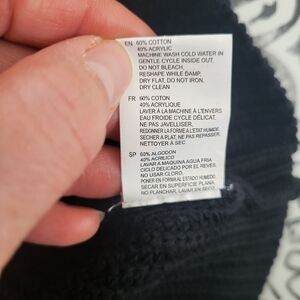 EN 60% COTTON
40% ACRYLIC
MACHINE WASH COLD WATER IN
GENTLE CYCLE INSIDE OUT.
DO NOT BLEACH,
RESHAPE WHILE DAMP,
DRY FLAT, DO NOT IRON,
DRY CLEAN
FR 60% COTON
40% ACRYLIQUE
LAVER À LA MACHINE À L'ENVERS
EAU FROIDE CYCLE DÉLICAT.
NE PAS JAVELLISER.
REDONNER LA FORME A L'ETAT HUMIDE.
SECHER A PLAT, NE PAS REPASSER.
NETTOYER À SEC
SP 60% ALGODON
40% ACRILICO
LAVAR A MAQUINA AGUA FRIA
CICLO DELICADO POR EL REVES.
NO USAR CLORO.
PONER EN FORMA AL ESTADO HUMEDO
SECAR EN SUPERFICIE PLANA.
NO PLANCHAR, LAVAR EN SECO